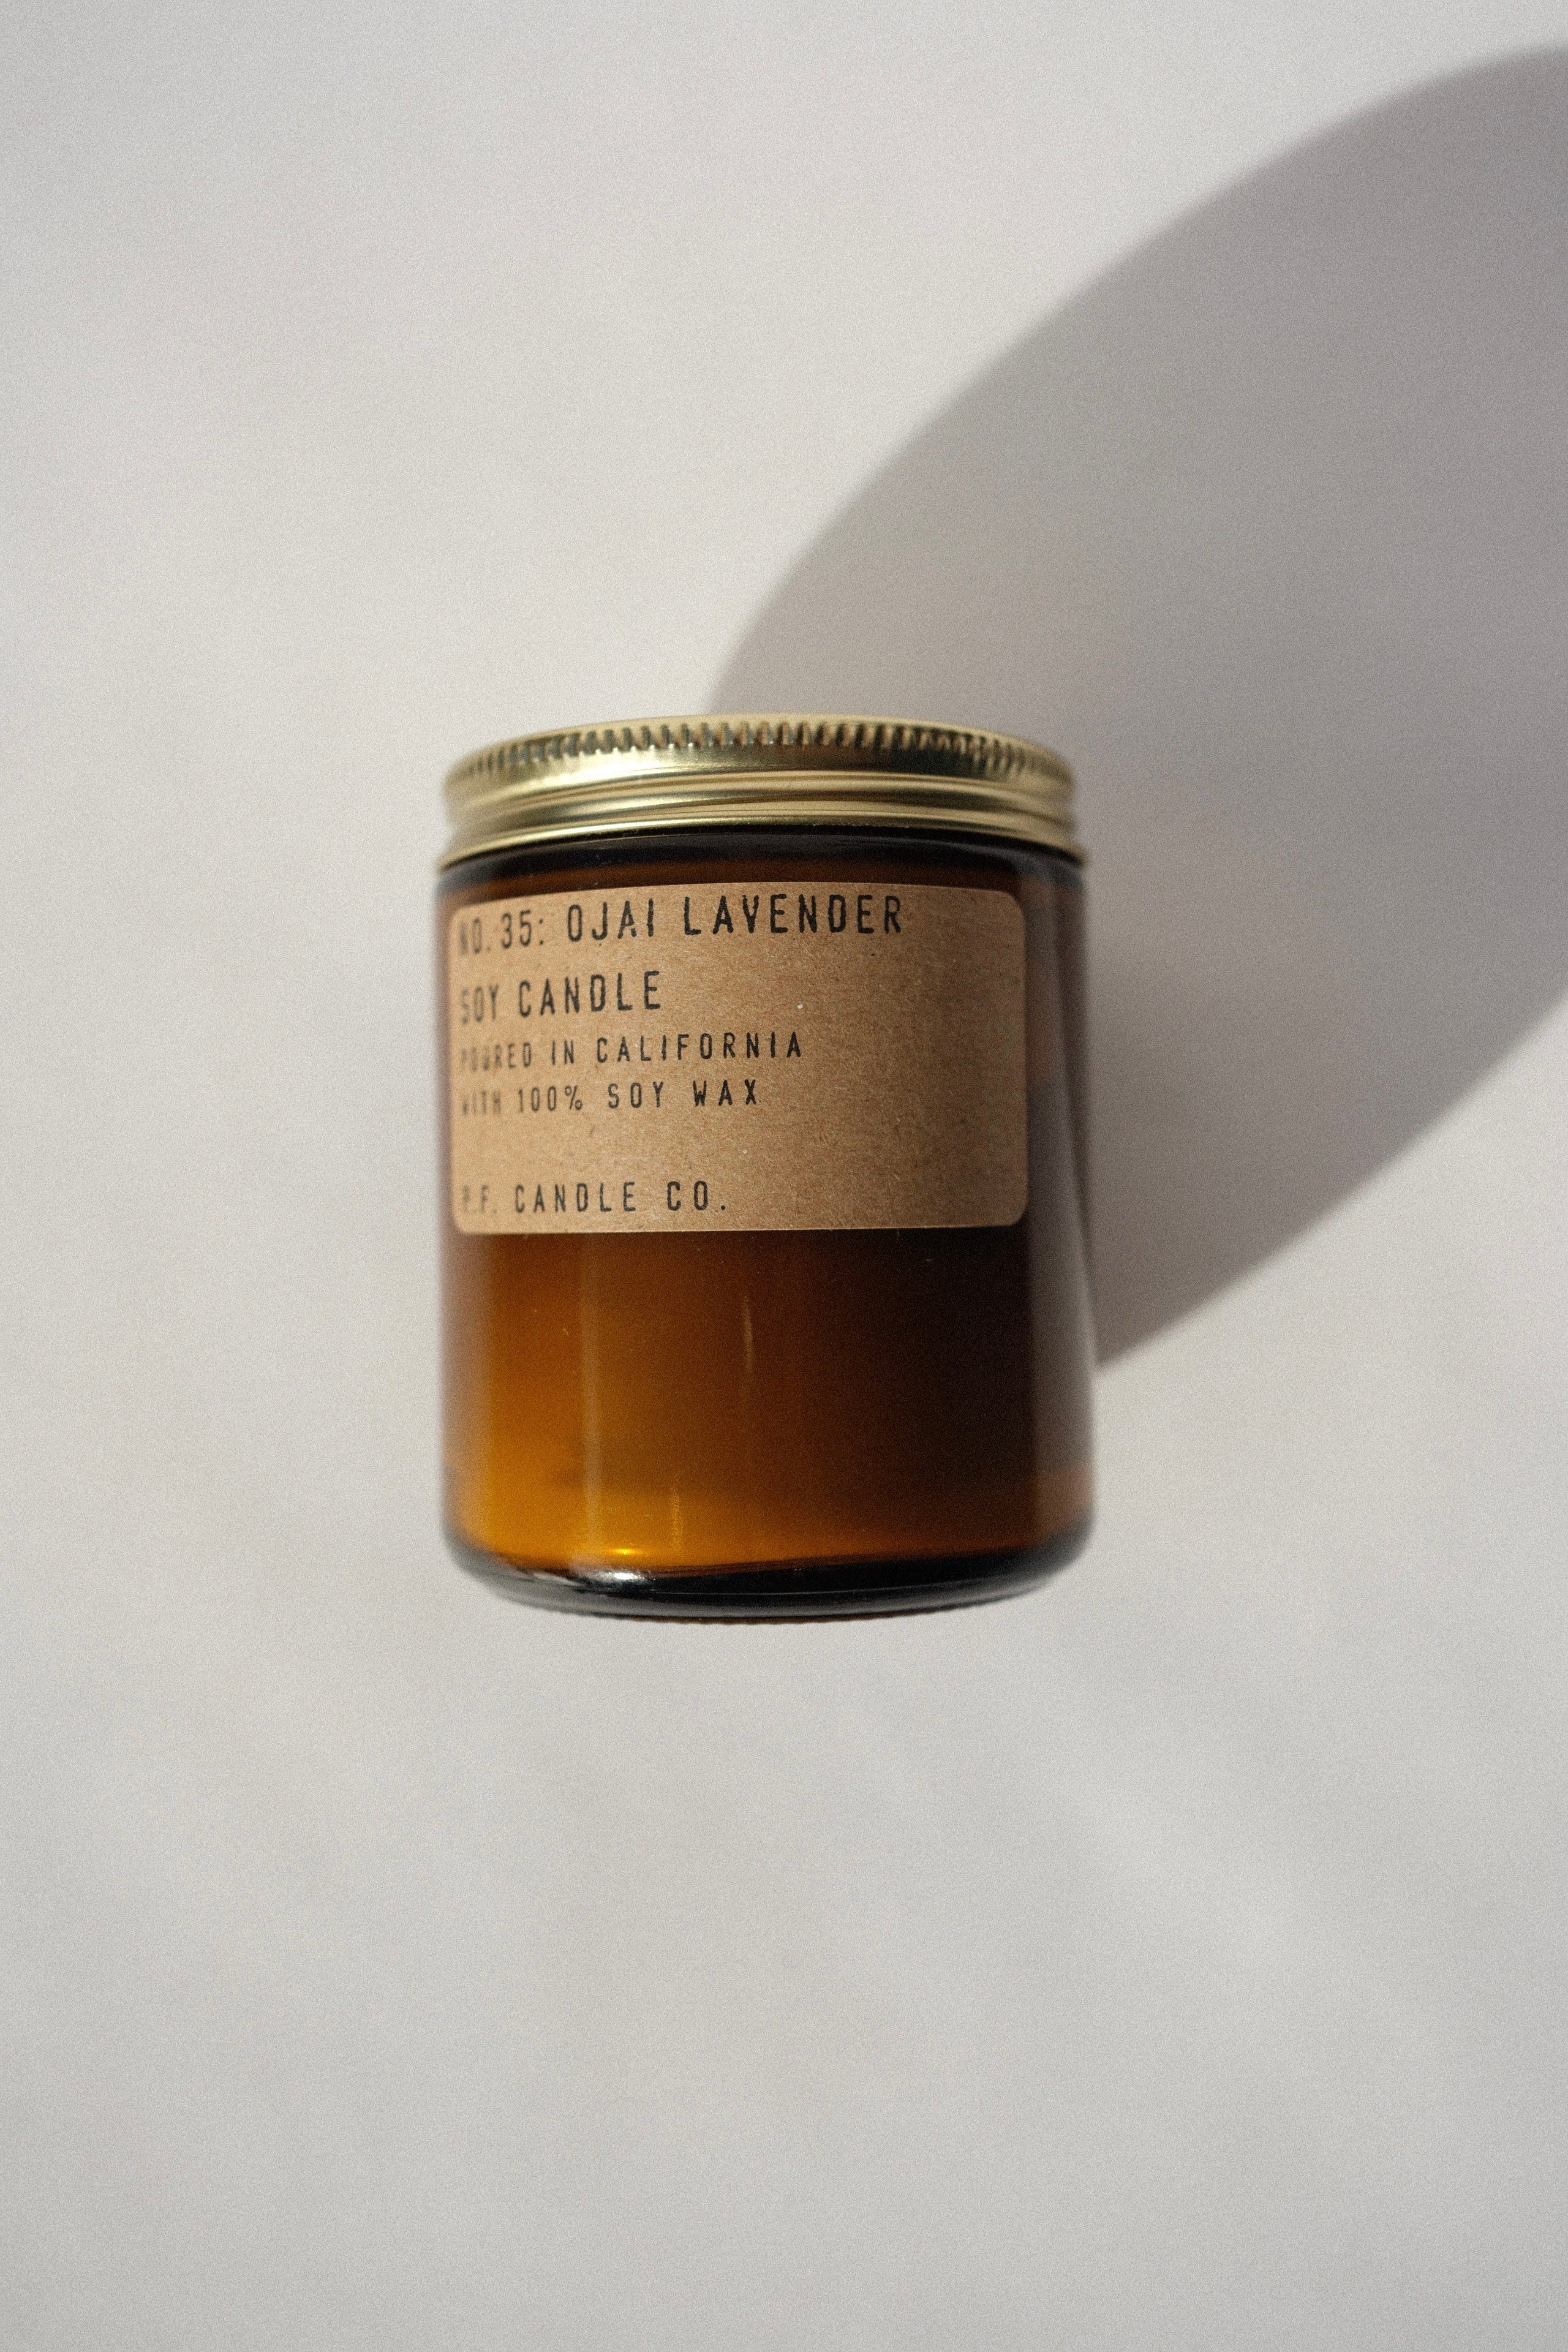 NO. 35: OJAI LAVENDER
SOY CANDLE
POURED IN CALIFORNIA
WITH 100% SOY WAX
P.F. CANDLE CO.